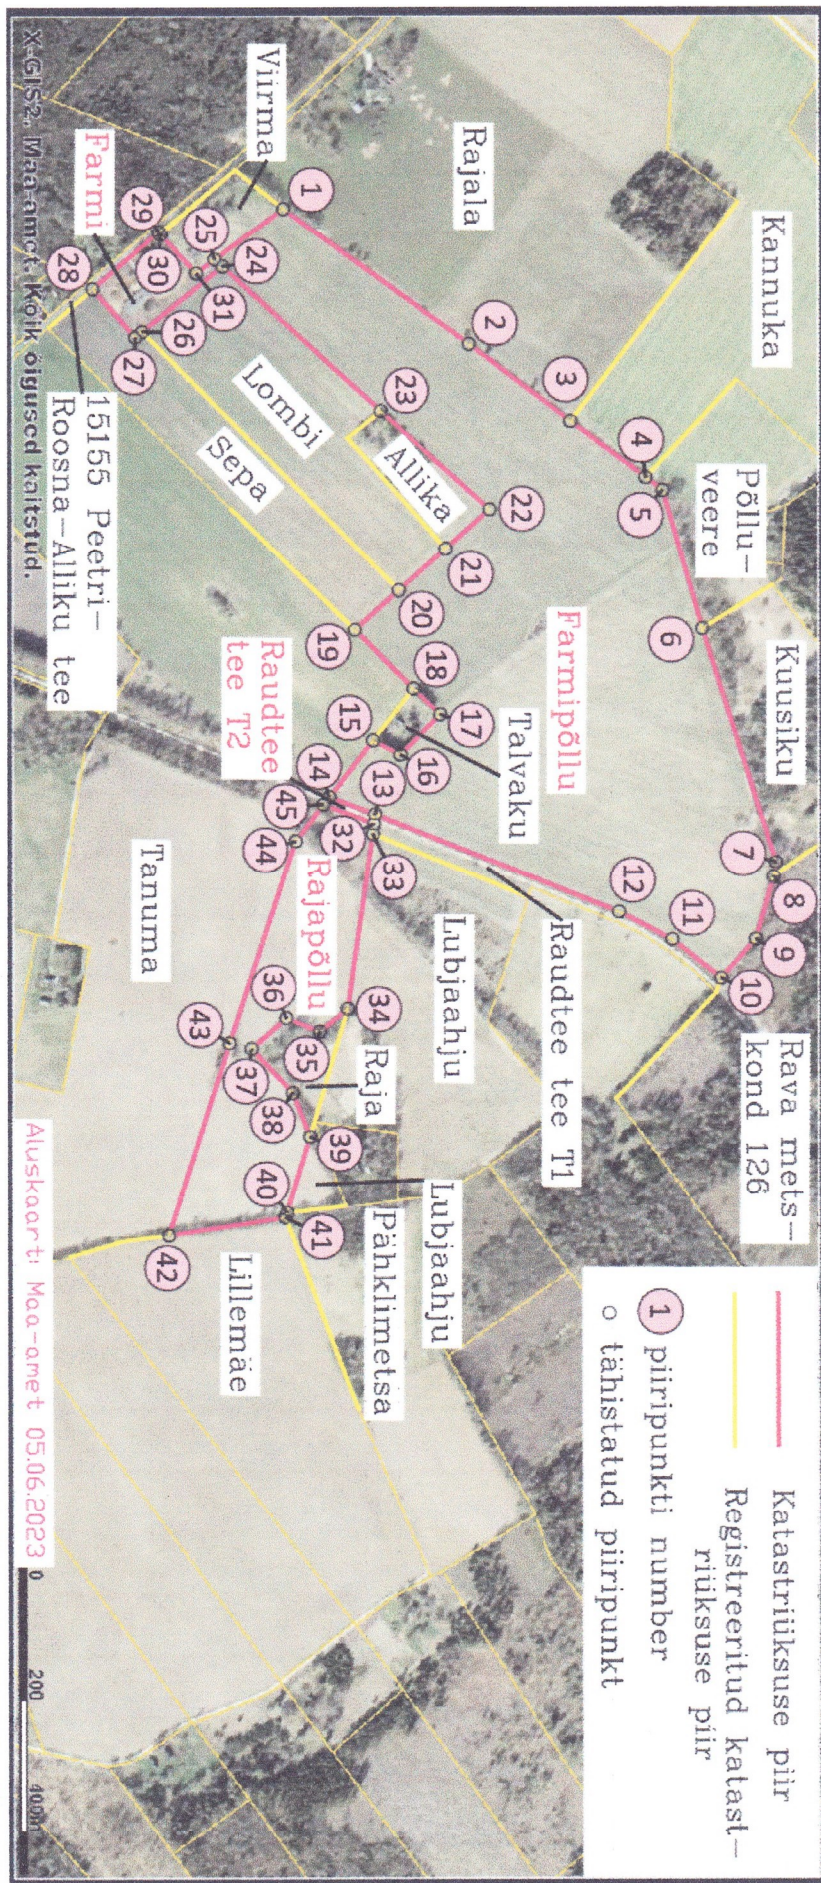 Katastriüksuse piir
Registreeritud katast-
riüksuse piir
1 piiripunkti number
o tähistatud piiripunkt
Kannuka
Põllu-
veere
Kuusiku
Rava mets-
kond 126
Rajala
Viirma
Farmi
Lombi
Allika
Sepa
Farmipõllu
Talvaku
Raudtee
tee T2
Raudtee tee T1
Lubjaahju
Rajapõllu
Raja
Lubjaahju
Pähklimetsa
Tanuma
Lillemäe
15155 Peetri-
Roosna-Alliku tee
1
2
3
4
5
6
7
8
9
10
11
12
13
14
15
16
17
18
19
20
21
22
23
24
25
26
27
28
29
30
31
32
33
34
35
36
37
38
39
40
41
42
43
44
45
X-GIS2, Maa-amet. Kõik õigused kaitstud.
Aluskaart: Maa-amet 05.06.2023
0 200 400m